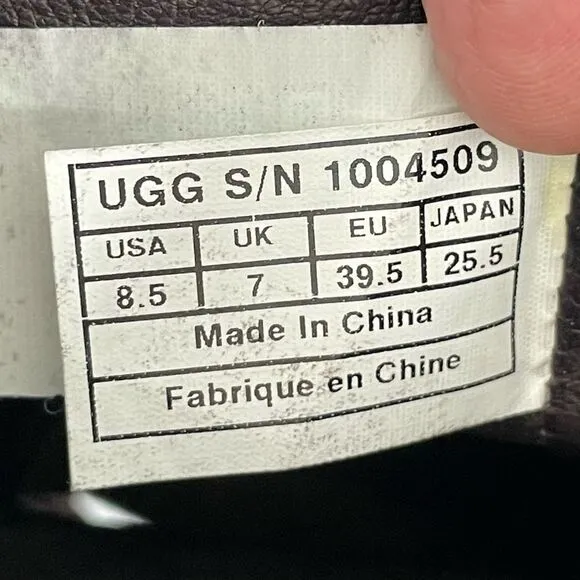 UGG S/N 1004509
USA UK EU JAPAN
8.5 7 39.5 25.5
Made In China
Fabrique en Chine